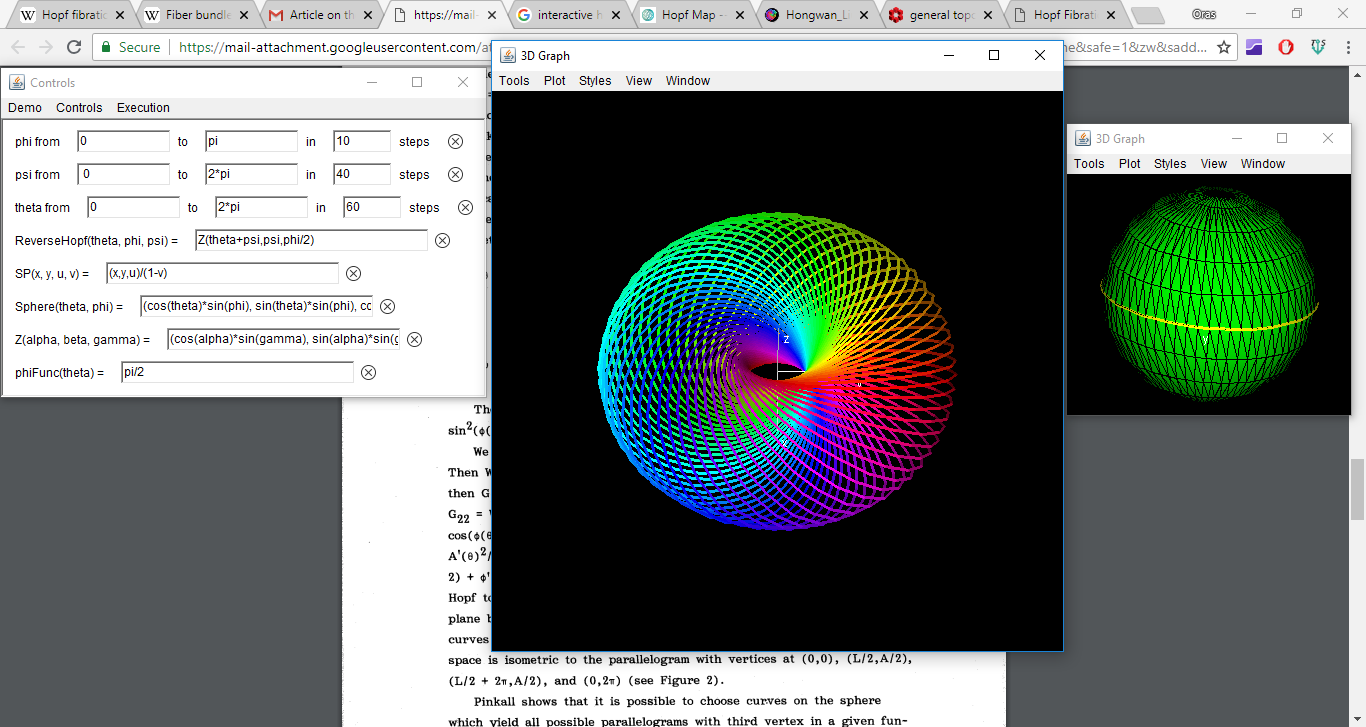 Hopf fibratio
Fiber bundle
Article on th
https://mail-
interactive h
Hopf Map --
Hongwan_Li
general topo
Hopf Fibrati
Oras
Secure
https://mail-attachment.googleusercontent.com/at
ne&safe=1&zw&sadd...
Controls
Demo Controls Execution
phi from 0 to pi in 10 steps
psi from 0 to 2*pi in 40 steps
theta from 0 to 2*pi in 60 steps
ReverseHopf(theta, phi, psi) = Z(theta+psi,psi,phi/2)
SP(x, y, u, v) = (x,y,u)/(1-v)
Sphere(theta, phi) = (cos(theta)*sin(phi), sin(theta)*sin(phi), co
Z(alpha, beta, gamma) = (cos(alpha)*sin(gamma), sin(alpha)*sin(g
phiFunc(theta) = pi/2
3D Graph
Tools Plot Styles View Window
Z
3D Graph
Tools Plot Styles View Window
y
The
sin²(ϕ(
We
Then W
then G
G₂₂ =
cos(ϕ(θ
A'(θ)²/
2) + ϕ'
Hopf to
plane b
curves
space is isometric to the parallelogram with vertices at (0,0), (L/2,A/2),
(L/2 + 2π,A/2), and (0,2π) (see Figure 2).
Pinkall shows that it is possible to choose curves on the sphere
which yield all possible parallelograms with third vertex in a given fun-